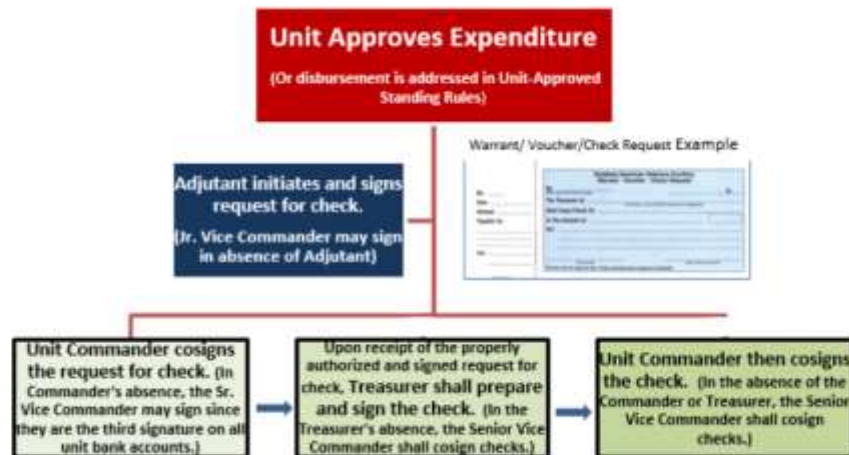 Unit Approves Expenditure
(Or disbursement is addressed in Unit-Approved
Standing Rules)
Warrant/ Voucher/Check Request Example
Adjutant initiates and signs
request for check.
(Jr. Vice Commander may sign
in absence of Adjutant)
Unit Commander cosigns
the request for check. (In
Commander's absence, the Sr.
Vice Commander may sign since
they are the third signature on all
unit bank accounts.)
Upon receipt of the properly
authorized and signed request for
check, Treasurer shall prepare
and sign the check. (In the
Treasurer's absence, the Senior Vice
Commander shall cosign checks.)
Unit Commander then cosigns
the check. (In the absence of the
Commander or Treasurer, the Senior
Vice Commander shall cosign
checks.)